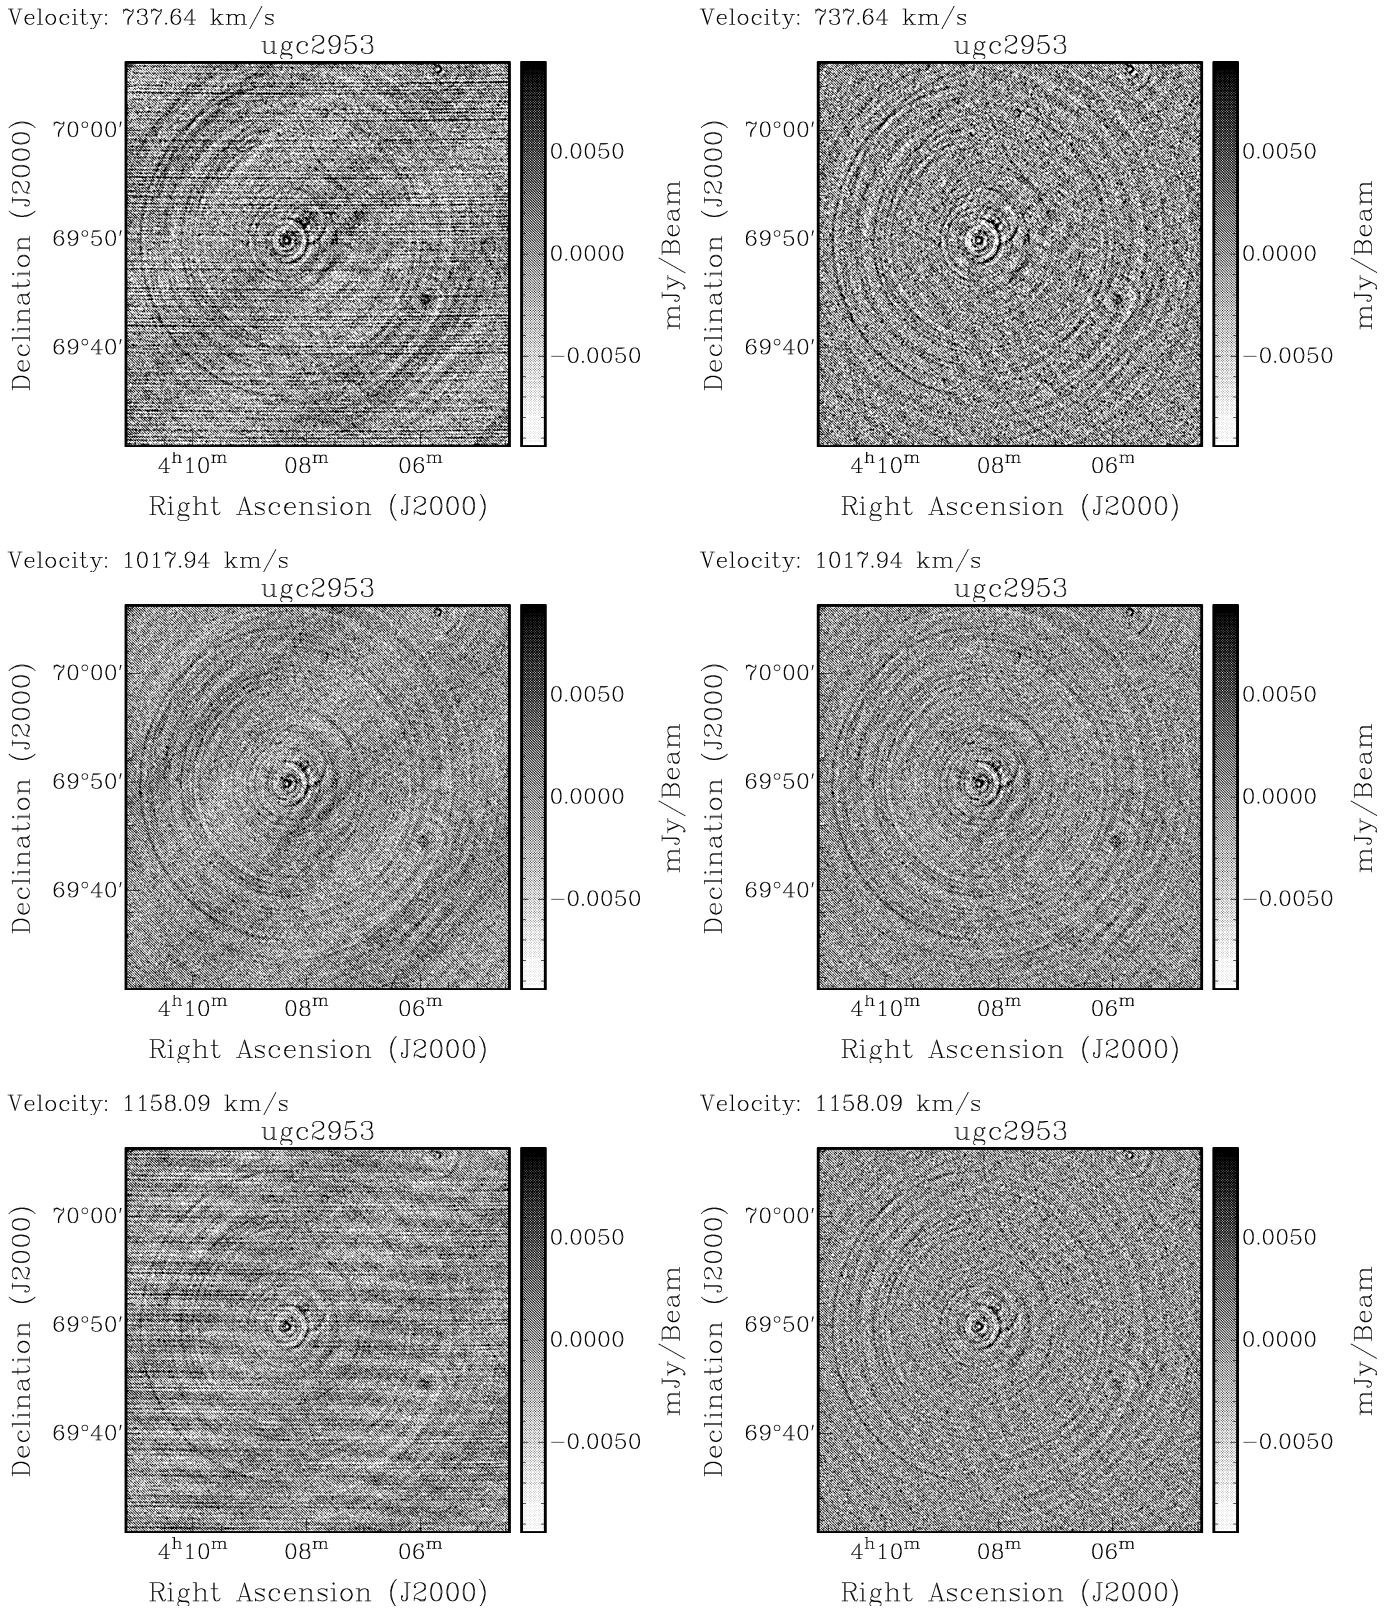 Velocity: 737.64 km/s
ugc2953
70°00′
69°50′
69°40′
Declination (J2000)
4h10m 08m 06m
Right Ascension (J2000)
0.0050
0.0000
−0.0050
mJy/Beam
Velocity: 737.64 km/s
ugc2953
70°00′
69°50′
69°40′
Declination (J2000)
4h10m 08m 06m
Right Ascension (J2000)
0.0050
0.0000
−0.0050
mJy/Beam
Velocity: 1017.94 km/s
ugc2953
70°00′
69°50′
69°40′
Declination (J2000)
4h10m 08m 06m
Right Ascension (J2000)
0.0050
0.0000
−0.0050
mJy/Beam
Velocity: 1017.94 km/s
ugc2953
70°00′
69°50′
69°40′
Declination (J2000)
4h10m 08m 06m
Right Ascension (J2000)
0.0050
0.0000
−0.0050
mJy/Beam
Velocity: 1158.09 km/s
ugc2953
70°00′
69°50′
69°40′
Declination (J2000)
4h10m 08m 06m
Right Ascension (J2000)
0.0050
0.0000
−0.0050
mJy/Beam
Velocity: 1158.09 km/s
ugc2953
70°00′
69°50′
69°40′
Declination (J2000)
4h10m 08m 06m
Right Ascension (J2000)
0.0050
0.0000
−0.0050
mJy/Beam